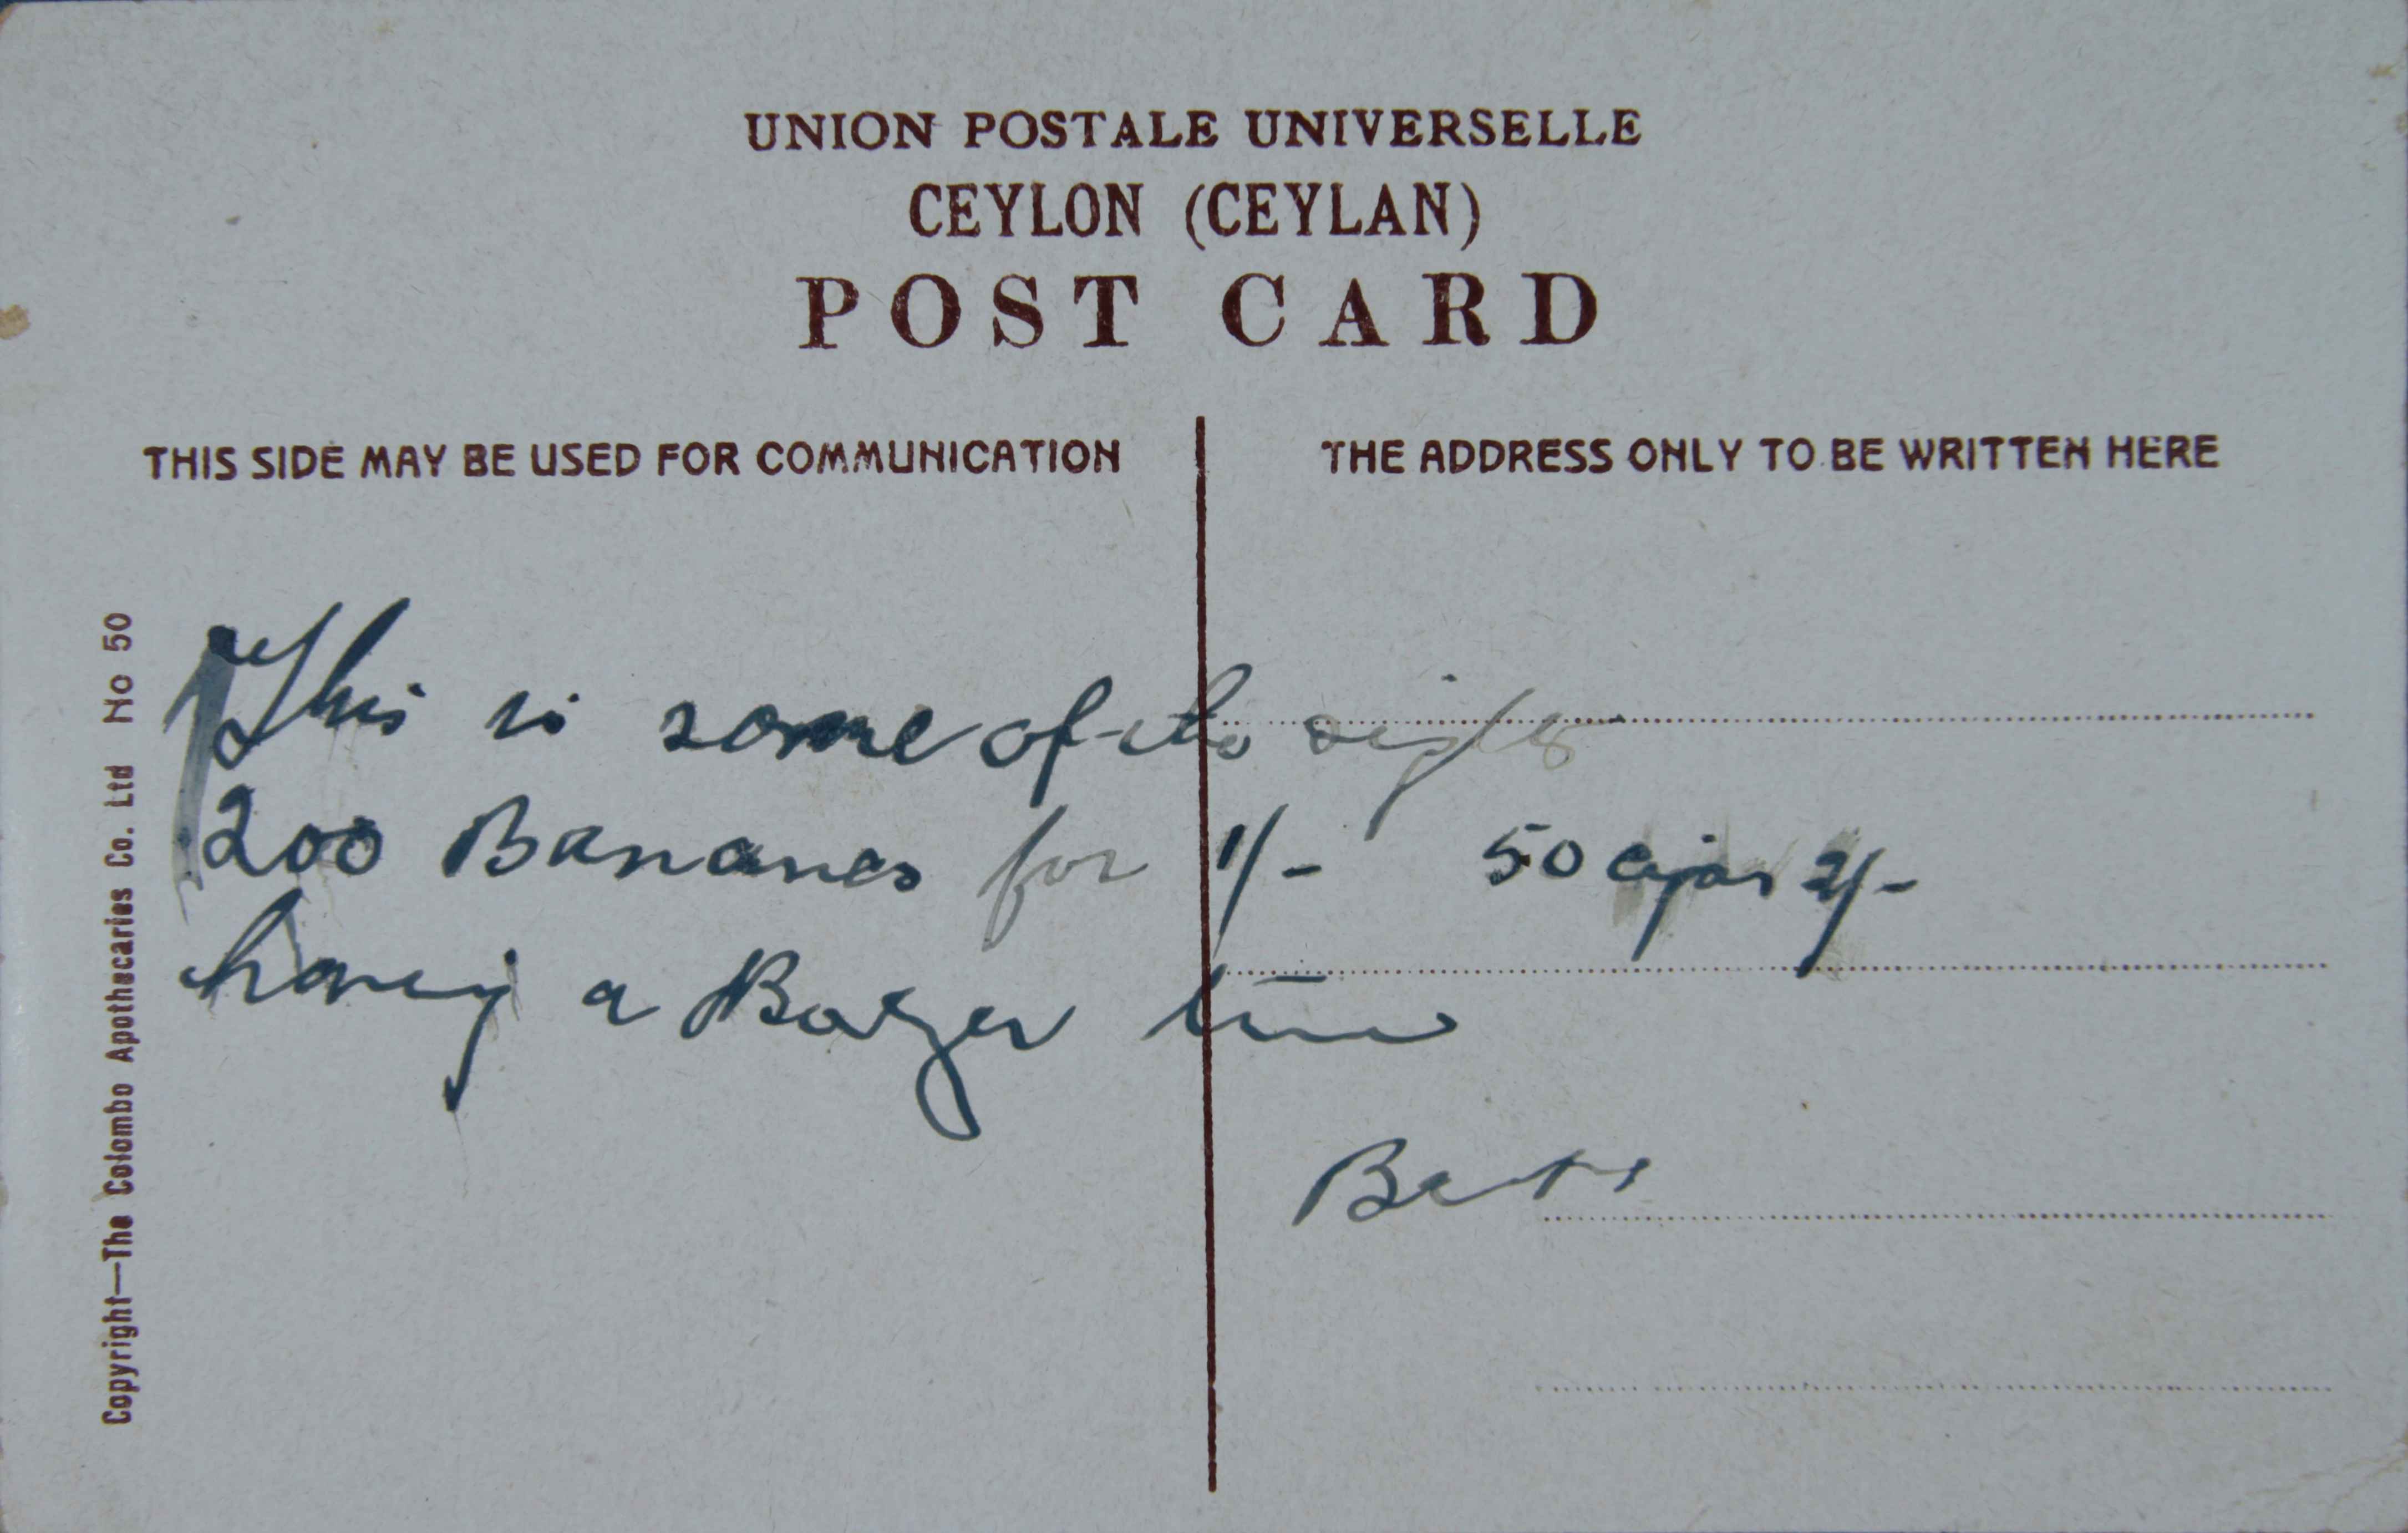 UNION POSTALE UNIVERSELLE
CEYLON (CEYLAN)
POST CARD
THIS SIDE MAY BE USED FOR COMMUNICATION
THE ADDRESS ONLY TO BE WRITTEN HERE
This is some of the sights
200 Bananas for 1/- 50 cigars 2/-
having a time
Copyright—The Colombo Apothecaries Co. Ltd No 50